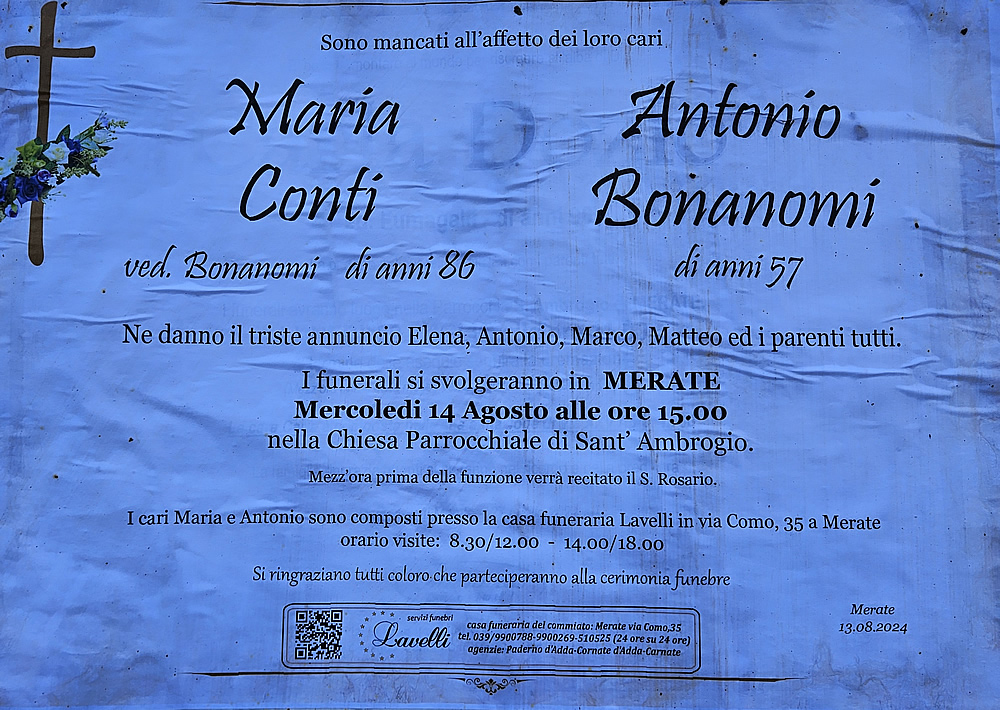 Sono mancati all'affetto dei loro cari
Maria Conti
ved. Bonanomi di anni 86
Antonio Bonanomi
di anni 57
Ne danno il triste annuncio Elena, Antonio, Marco, Matteo ed i parenti tutti.
I funerali si svolgeranno in MERATE
Mercoledì 14 Agosto alle ore 15.00
nella Chiesa Parrocchiale di Sant' Ambrogio.
Mezz'ora prima della funzione verrà recitato il S. Rosario.
I cari Maria e Antonio sono composti presso la casa funeraria Lavelli in via Como, 35 a Merate
orario visite: 8.30/12.00 - 14.00/18.00
Si ringraziano tutti coloro che parteciperanno alla cerimonia funebre
servizi funebri
Lavelli
casa funeraria del commiato: Merate via Como,35
tel. 039/9900788-9900269-510525 (24 ore su 24 ore)
agenzie: Paderno d'Adda-Cornate d'Adda-Carnate
Merate
13.08.2024